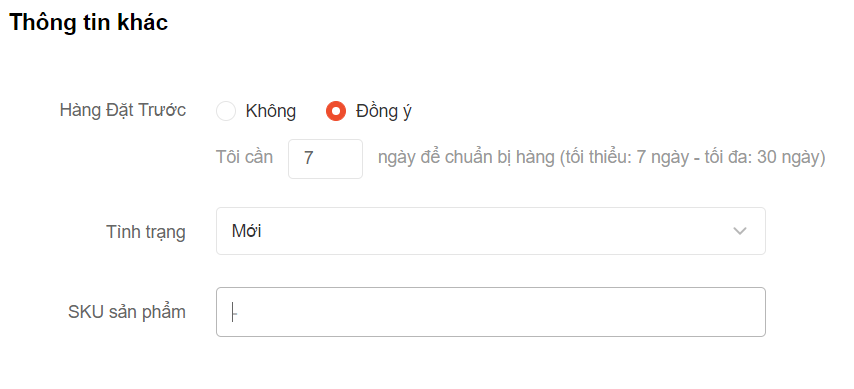 Thông tin khác
Hàng Đặt Trước Không Đồng ý
Tôi cần 7 ngày để chuẩn bị hàng (tối thiểu: 7 ngày - tối đa: 30 ngày)
Tình trạng Mới
SKU sản phẩm -